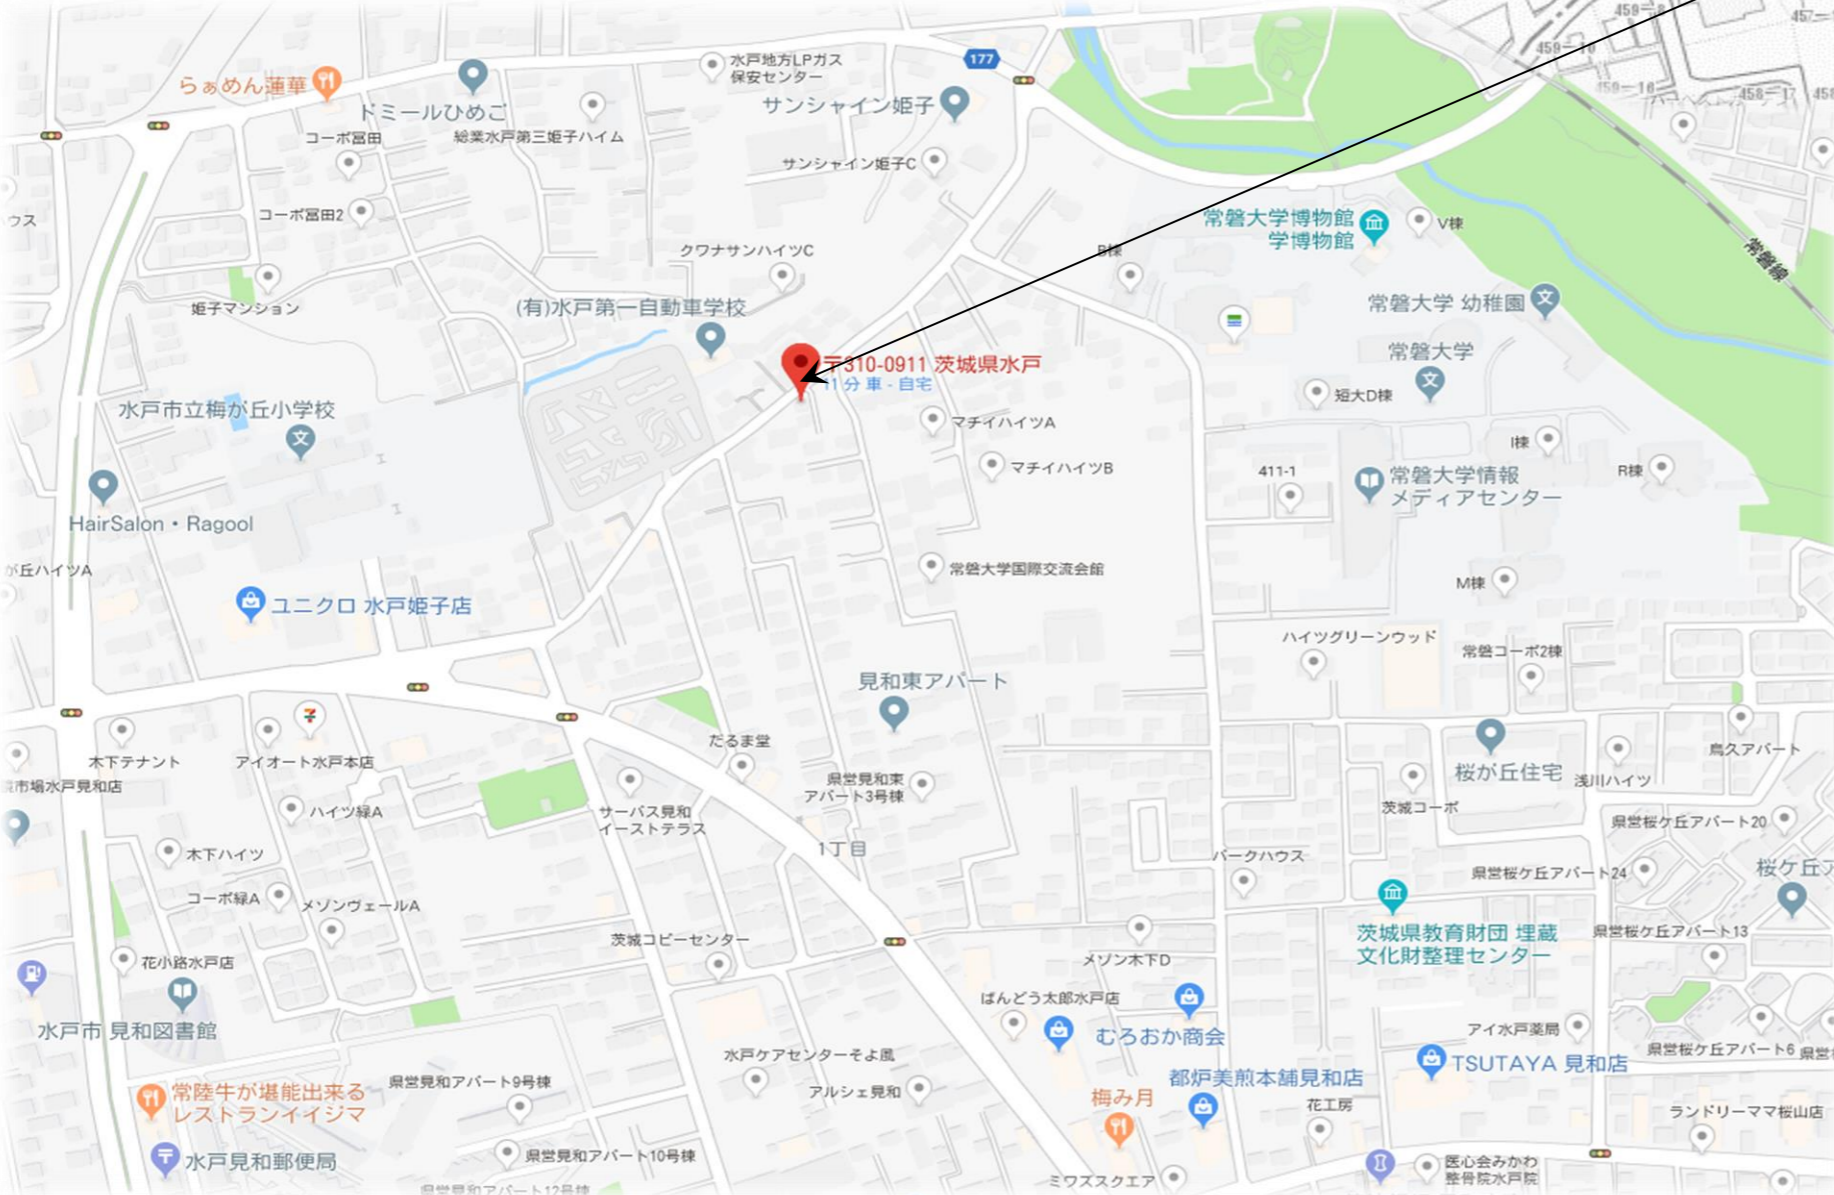 459-8
457-
459-10
459-16
458-17
458
177
水戸地方LPガス
保安センター
らぁめん蓮華
ドミールひめご
サンシャイン姫子
コーポ冨田
総業水戸第三姫子ハイム
サンシャイン姫子C
コーポ冨田2
ウス
常磐大学博物館
学博物館
V棟
クワナサンハイツC
B棟
常磐線
姫子マンション
(有)水戸第一自動車学校
常磐大学 幼稚園
常磐大学
〒310-0911 茨城県水戸
11 分 車 - 自宅
短大D棟
水戸市立梅が丘小学校
マチイハイツA
I棟
マチイハイツB
411-1
常磐大学情報
メディアセンター
R棟
HairSalon・Ragool
が丘ハイツA
常磐大学国際交流会館
M棟
ユニクロ 水戸姫子店
ハイツグリーンウッド
常磐コーポ2棟
見和東アパート
だるま堂
木下テナント
アイオート水戸本店
鳥久アパート
桜が丘住宅
浅川ハイツ
市場水戸見和店
県営見和東
アパート3号棟
ハイツ緑A
サーパス見和
イーストテラス
茨城コーポ
県営桜ケ丘アパート20
1丁目
木下ハイツ
パークハウス
県営桜ケ丘アパート24
桜ケ丘ア
コーポ緑A
メゾンヴェールA
茨城県教育財団 埋蔵
文化財整理センター
県営桜ケ丘アパート13
茨城コピーセンター
花小路水戸店
メゾン木下D
ばんどう太郎水戸店
水戸市 見和図書館
むろおか商会
アイ水戸薬局
水戸ケアセンターそよ風
県営桜ケ丘アパート6
県営
TSUTAYA 見和店
常陸牛が堪能出来る
レストランイイジマ
県営見和アパート9号棟
アルシェ見和
都炉美煎本舗見和店
梅み月
花工房
ランドリーママ桜山店
水戸見和郵便局
県営見和アパート10号棟
医心会みかわ
整骨院水戸院
ミワズスクエア
県営見和アパート12号棟